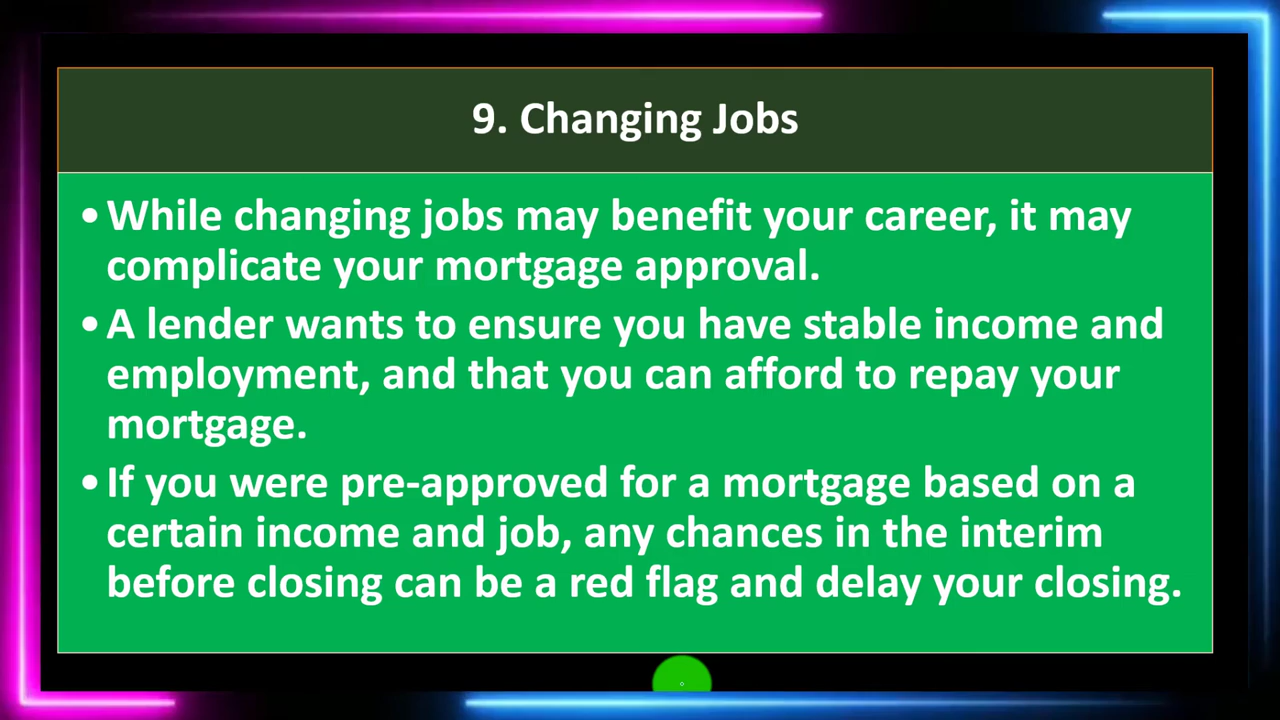 9. Changing Jobs
•While changing jobs may benefit your career, it may
complicate your mortgage approval.
•A lender wants to ensure you have stable income and
employment, and that you can afford to repay your
mortgage.
•If you were pre-approved for a mortgage based on a
certain income and job, any chances in the interim
before closing can be a red flag and delay your closing.